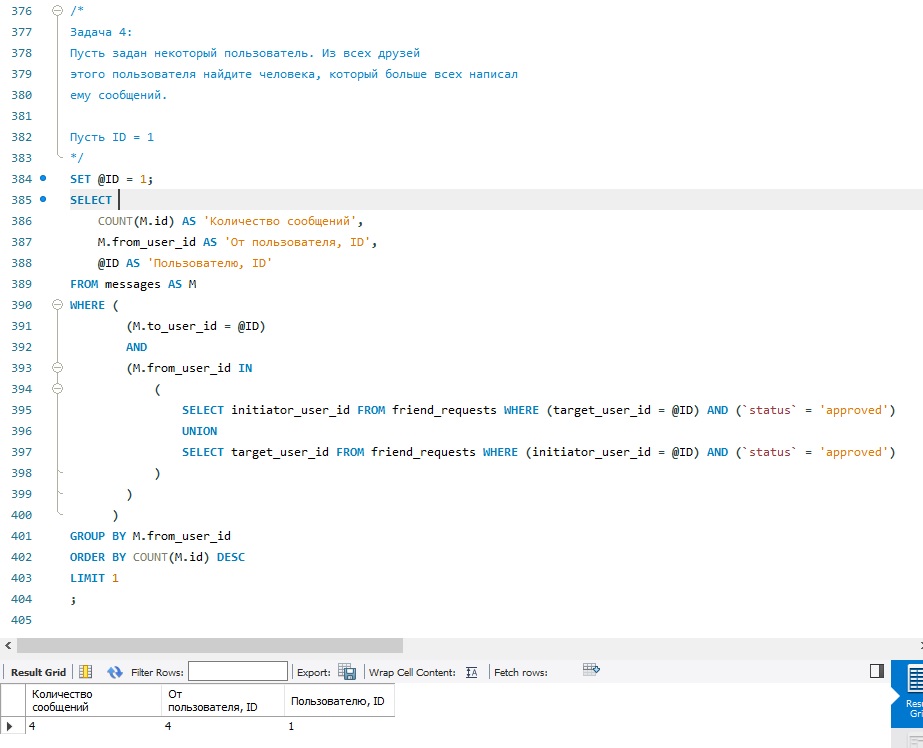 376 /*
377 Задача 4:
378 Пусть задан некоторый пользователь. Из всех друзей
379 этого пользователя найдите человека, который больше всех написал
380 ему сообщений.
381
382 Пусть ID = 1
383 */
384 SET @ID = 1;
385 SELECT
386 COUNT(M.id) AS 'Количество сообщений',
387 M.from_user_id AS 'От пользователя, ID',
388 @ID AS 'Пользователю, ID'
389 FROM messages AS M
390 WHERE (
391 (M.to_user_id = @ID)
392 AND
393 (M.from_user_id IN
394 (
395 SELECT initiator_user_id FROM friend_requests WHERE (target_user_id = @ID) AND (`status` = 'approved')
396 UNION
397 SELECT target_user_id FROM friend_requests WHERE (initiator_user_id = @ID) AND (`status` = 'approved')
398 )
399 )
400 )
401 GROUP BY M.from_user_id
402 ORDER BY COUNT(M.id) DESC
403 LIMIT 1
404 ;
405
Result Grid Filter Rows: Export: Wrap Cell Content: IA Fetch rows:
Количество сообщений От пользователя, ID Пользователю, ID
4 4 1